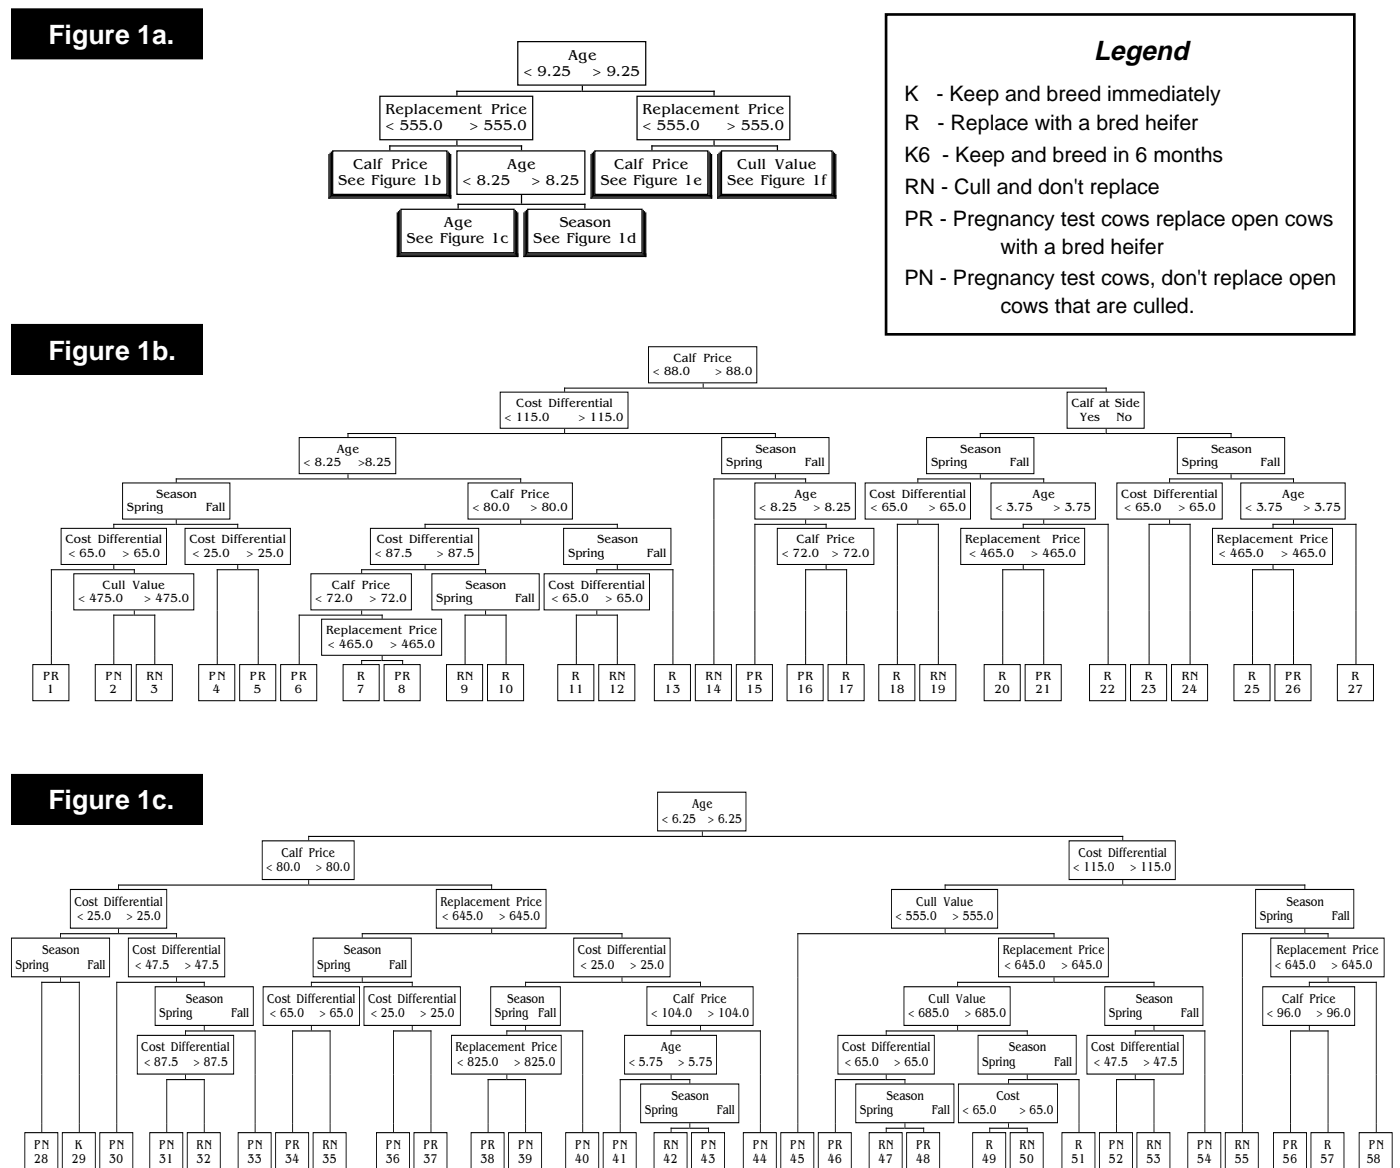 Figure 1a.
Age
< 9.25 > 9.25
Replacement Price
< 555.0 > 555.0
Replacement Price
< 555.0 > 555.0
Calf Price
See Figure 1b
Age
< 8.25 > 8.25
Calf Price
See Figure 1e
Cull Value
See Figure 1f
Age
See Figure 1c
Season
See Figure 1d
Legend
K - Keep and breed immediately
R - Replace with a bred heifer
K6 - Keep and breed in 6 months
RN - Cull and don't replace
PR - Pregnancy test cows replace open cows
with a bred heifer
PN - Pregnancy test cows, don't replace open
cows that are culled.
Figure 1b.
Calf Price
< 88.0 > 88.0
Cost Differential
< 115.0 > 115.0
Calf at Side
Yes No
Age
< 8.25 >8.25
Season
Spring Fall
Season
Spring Fall
Season
Spring Fall
Season
Spring Fall
Calf Price
< 80.0 > 80.0
Age
< 8.25 > 8.25
Cost Differential
< 65.0 > 65.0
Age
< 3.75 > 3.75
Cost Differential
< 65.0 > 65.0
Age
< 3.75 > 3.75
Cost Differential
< 65.0 > 65.0
Cost Differential
< 25.0 > 25.0
Cost Differential
< 87.5 > 87.5
Season
Spring Fall
Calf Price
< 72.0 > 72.0
Replacement Price
< 465.0 > 465.0
Replacement Price
< 465.0 > 465.0
Cull Value
< 475.0 > 475.0
Calf Price
< 72.0 > 72.0
Season
Spring Fall
Cost Differential
< 65.0 > 65.0
Replacement Price
< 465.0 > 465.0
PR PN RN PN PR PR R PR RN R R RN R RN PR PR R R RN R PR R R RN R PR R
1 2 3 4 5 6 7 8 9 10 11 12 13 14 15 16 17 18 19 20 21 22 23 24 25 26 27
Figure 1c.
Age
< 6.25 > 6.25
Calf Price
< 80.0 > 80.0
Cost Differential
< 115.0 > 115.0
Cost Differential
< 25.0 > 25.0
Replacement Price
< 645.0 > 645.0
Cull Value
< 555.0 > 555.0
Season
Spring Fall
Season
Spring Fall
Cost Differential
< 47.5 > 47.5
Season
Spring Fall
Cost Differential
< 25.0 > 25.0
Replacement Price
< 645.0 > 645.0
Replacement Price
< 645.0 > 645.0
Season
Spring Fall
Cost Differential
< 65.0 > 65.0
Cost Differential
< 25.0 > 25.0
Season
Spring Fall
Calf Price
< 104.0 > 104.0
Cull Value
< 685.0 > 685.0
Season
Spring Fall
Calf Price
< 96.0 > 96.0
Cost Differential
< 87.5 > 87.5
Replacement Price
< 825.0 > 825.0
Age
< 5.75 > 5.75
Cost Differential
< 65.0 > 65.0
Season
Spring Fall
Cost Differential
< 47.5 > 47.5
Season
Spring Fall
Season
Spring Fall
Cost
< 65.0 > 65.0
PN K PN PN RN PN PR RN PN PR PR PN PN PN RN PN PN PN PR RN PR R RN R PN RN PN RN PR R PN
28 29 30 31 32 33 34 35 36 37 38 39 40 41 42 43 44 45 46 47 48 49 50 51 52 53 54 55 56 57 58